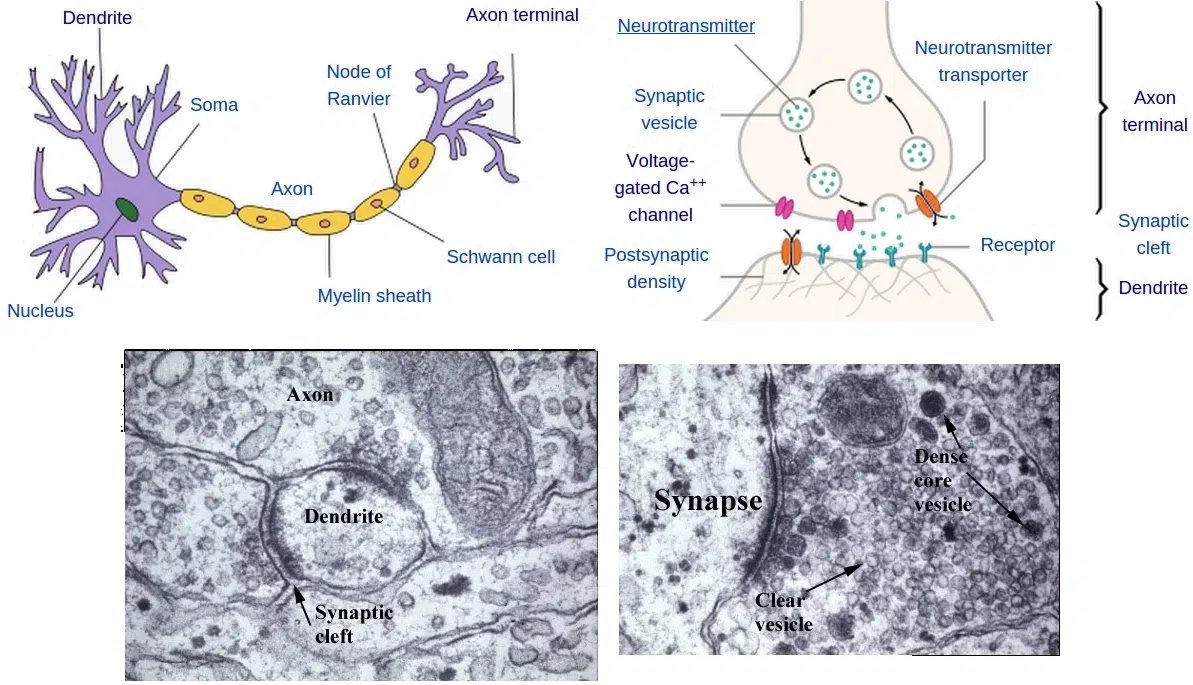 Dendrite
Axon terminal
Node of
Ranvier
Soma
Axon
Schwann cell
Myelin sheath
Nucleus
Neurotransmitter
Neurotransmitter
transporter
Synaptic
vesicle
Axon
terminal
Voltage-
gated Ca++
channel
Synaptic
cleft
Receptor
Postsynaptic
density
Dendrite
Axon
Dendrite
Synaptic
cleft
Dense
core
vesicle
Synapse
Clear
vesicle